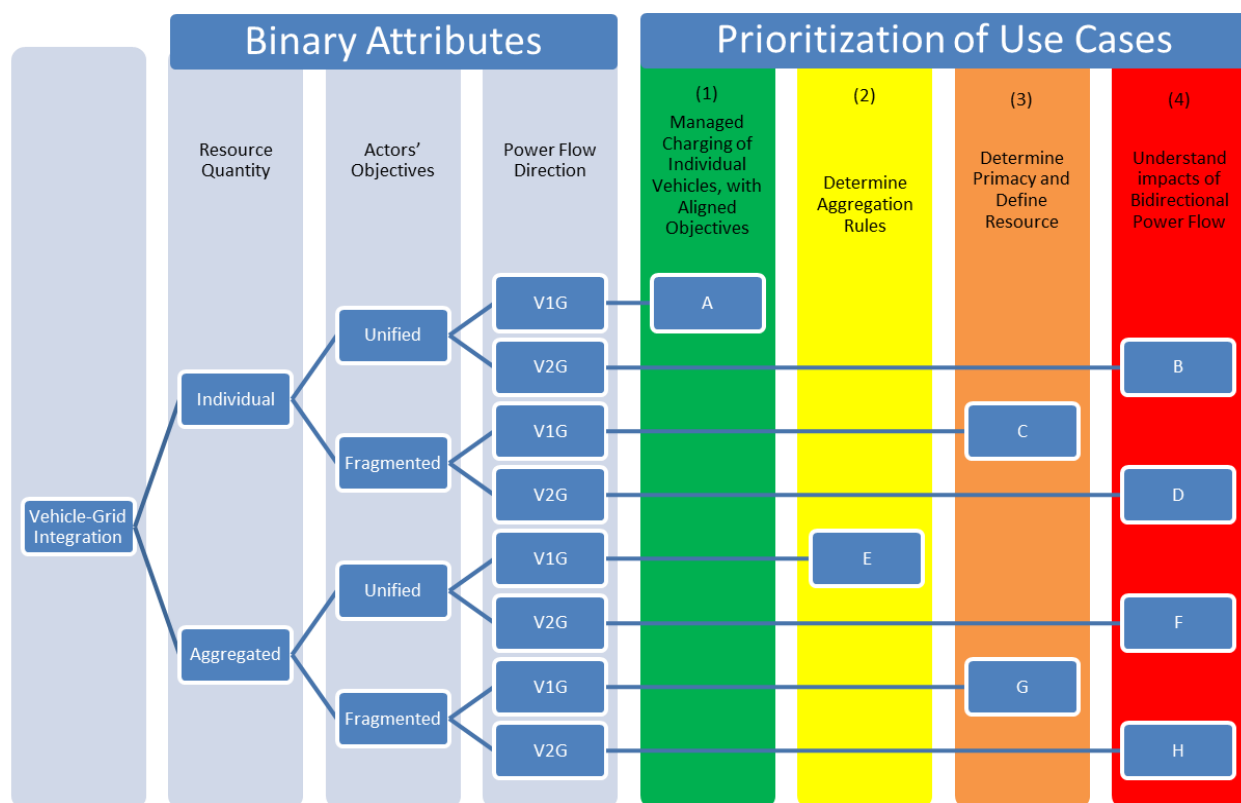 Binary Attributes
Prioritization of Use Cases
Resource
Quantity
Actors’
Objectives
Power Flow
Direction
(1)
Managed
Charging of
Individual
Vehicles, with
Aligned
Objectives
(2)
Determine
Aggregation
Rules
(3)
Determine
Primacy and
Define
Resource
(4)
Understand
impacts of
Bidirectional
Power Flow
Vehicle-Grid
Integration
Individual
Aggregated
Unified
Fragmented
Unified
Fragmented
V1G
A
V2G
B
V1G
C
V2G
D
V1G
E
V2G
F
V1G
G
V2G
H